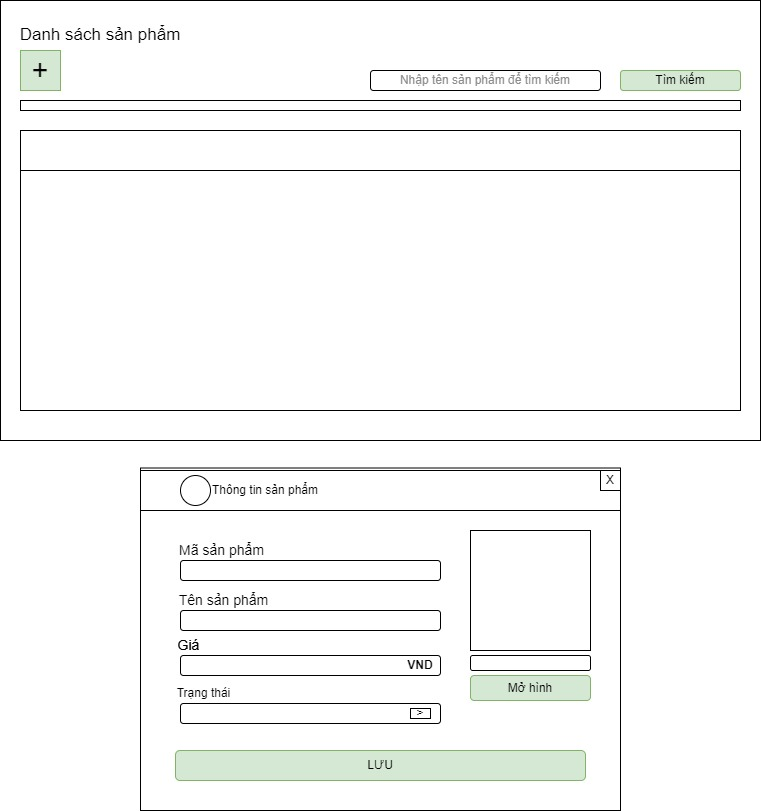 Danh sách sản phẩm
+
Nhập tên sản phẩm để tìm kiếm
Tìm kiếm
Thông tin sản phẩm
X
Mã sản phẩm
Tên sản phẩm
Giá
VND
Trạng thái
>
Mở hình
LƯU